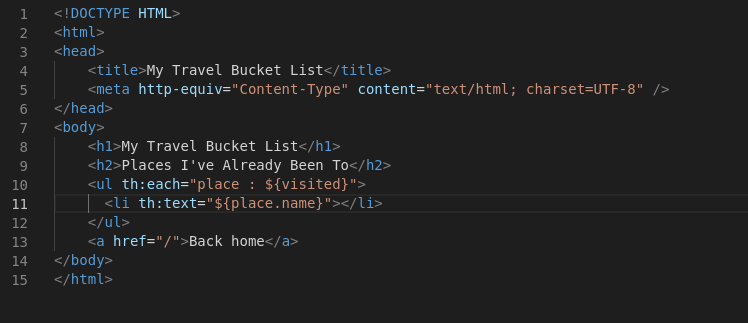 1 <!DOCTYPE HTML>
2 <html>
3 <head>
4 <title>My Travel Bucket List</title>
5 <meta http-equiv="Content-Type" content="text/html; charset=UTF-8" />
6 </head>
7 <body>
8 <h1>My Travel Bucket List</h1>
9 <h2>Places I've Already Been To</h2>
10 <ul th:each="place : ${visited}">
11 <li th:text="${place.name}"></li>
12 </ul>
13 <a href="/">Back home</a>
14 </body>
15 </html>